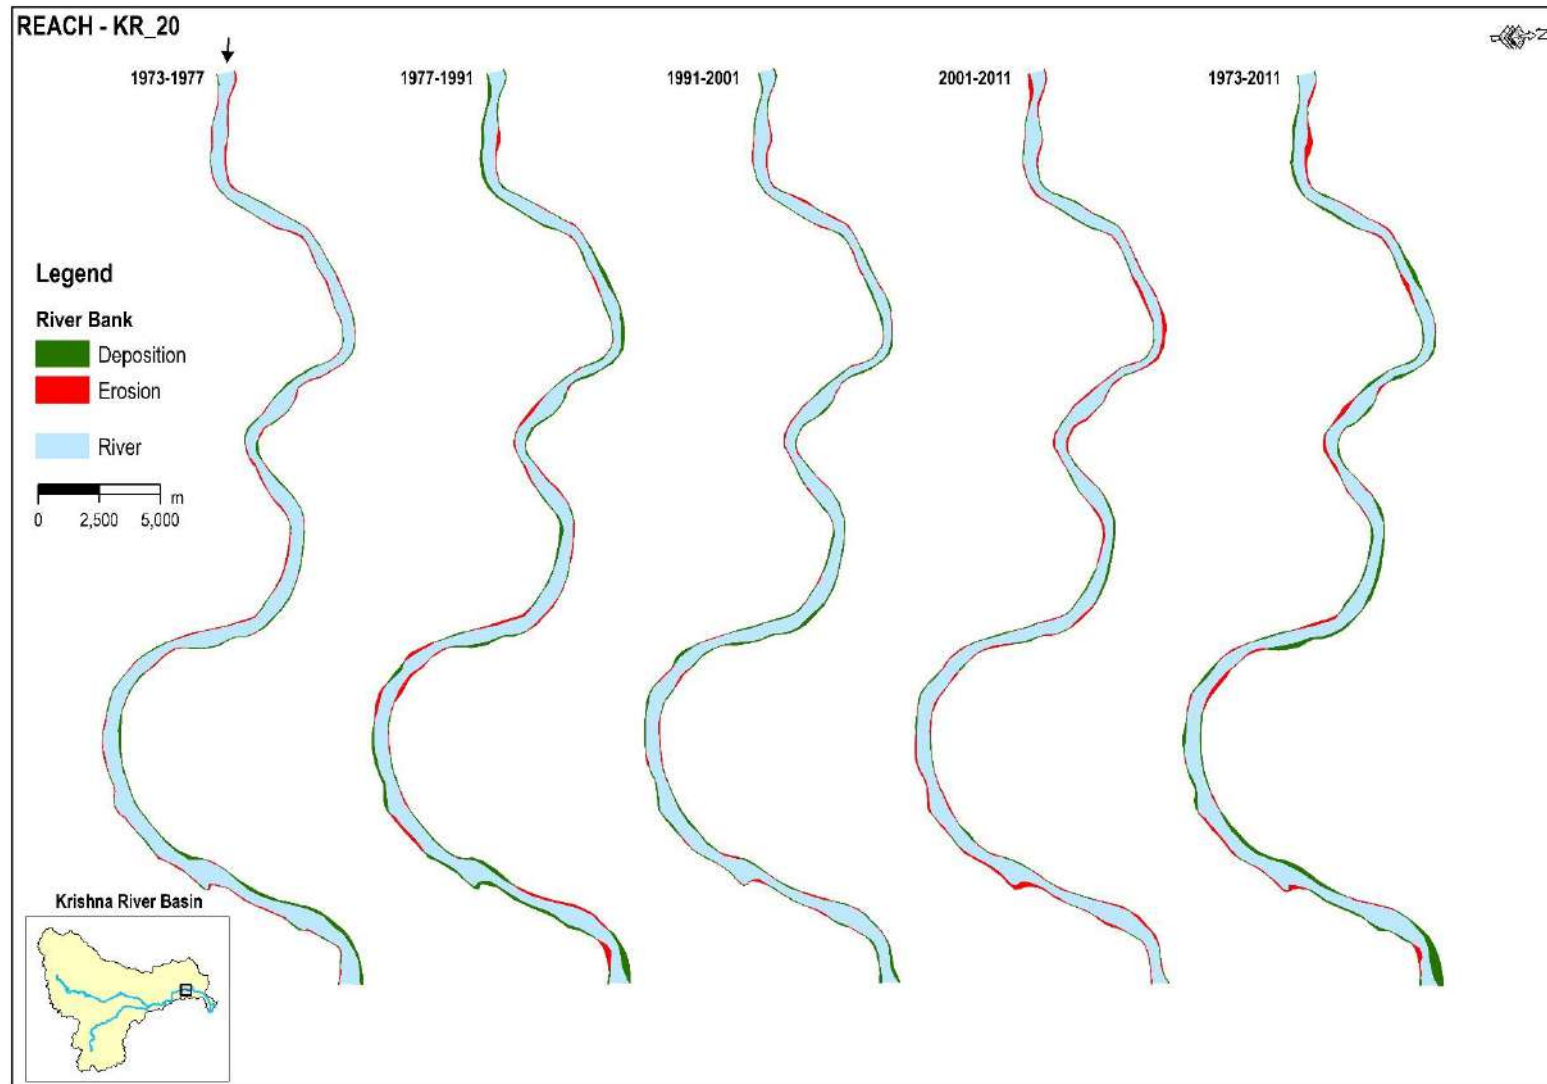 REACH - KR_20
N
1973-1977
1977-1991
1991-2001
2001-2011
1973-2011
Legend
River Bank
Deposition
Erosion
River
m
0 2,500 5,000
Krishna River Basin